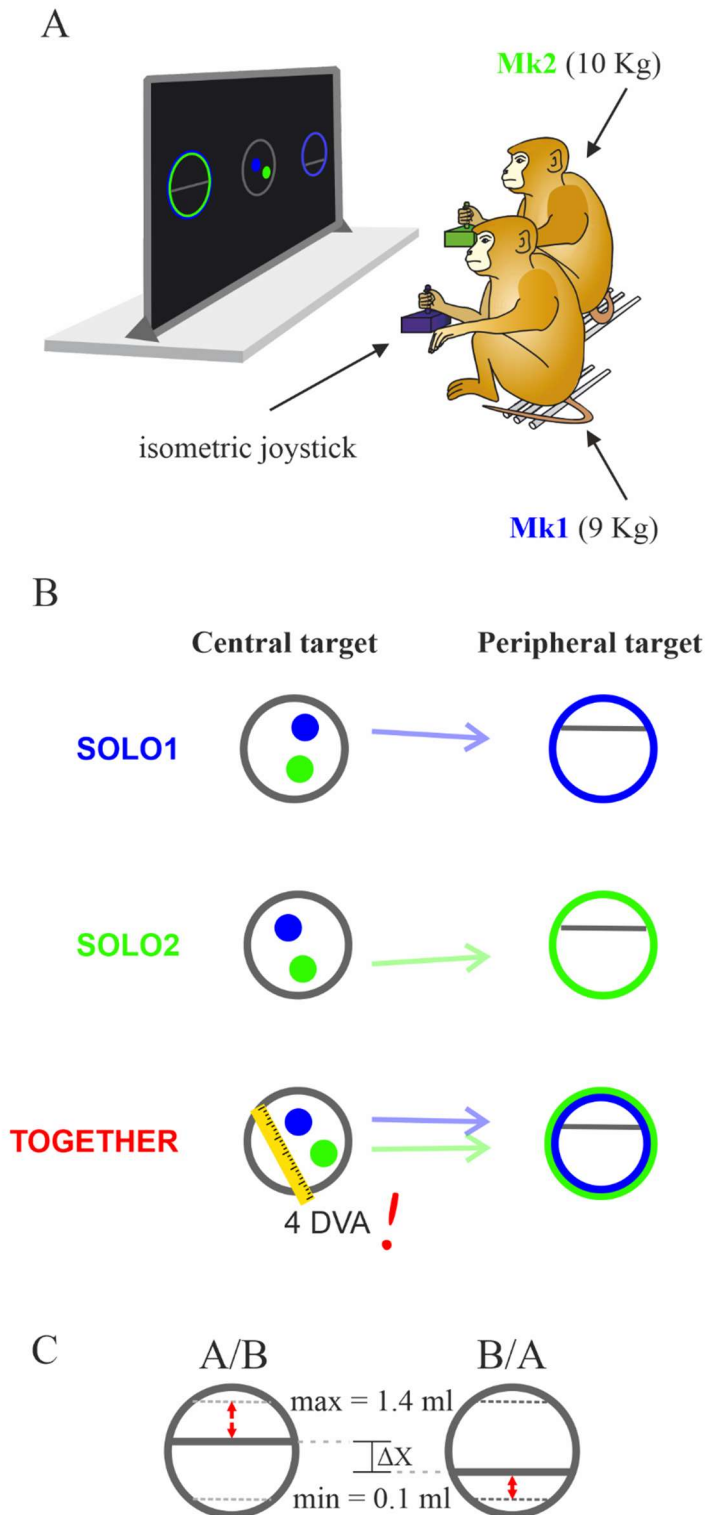 A
Mk2 (10 Kg)
isometric joystick
Mk1 (9 Kg)
B
Central target Peripheral target
SOLO1
SOLO2
TOGETHER
4 DVA !
C
A/B B/A
max = 1.4 ml
ΔX
min = 0.1 ml